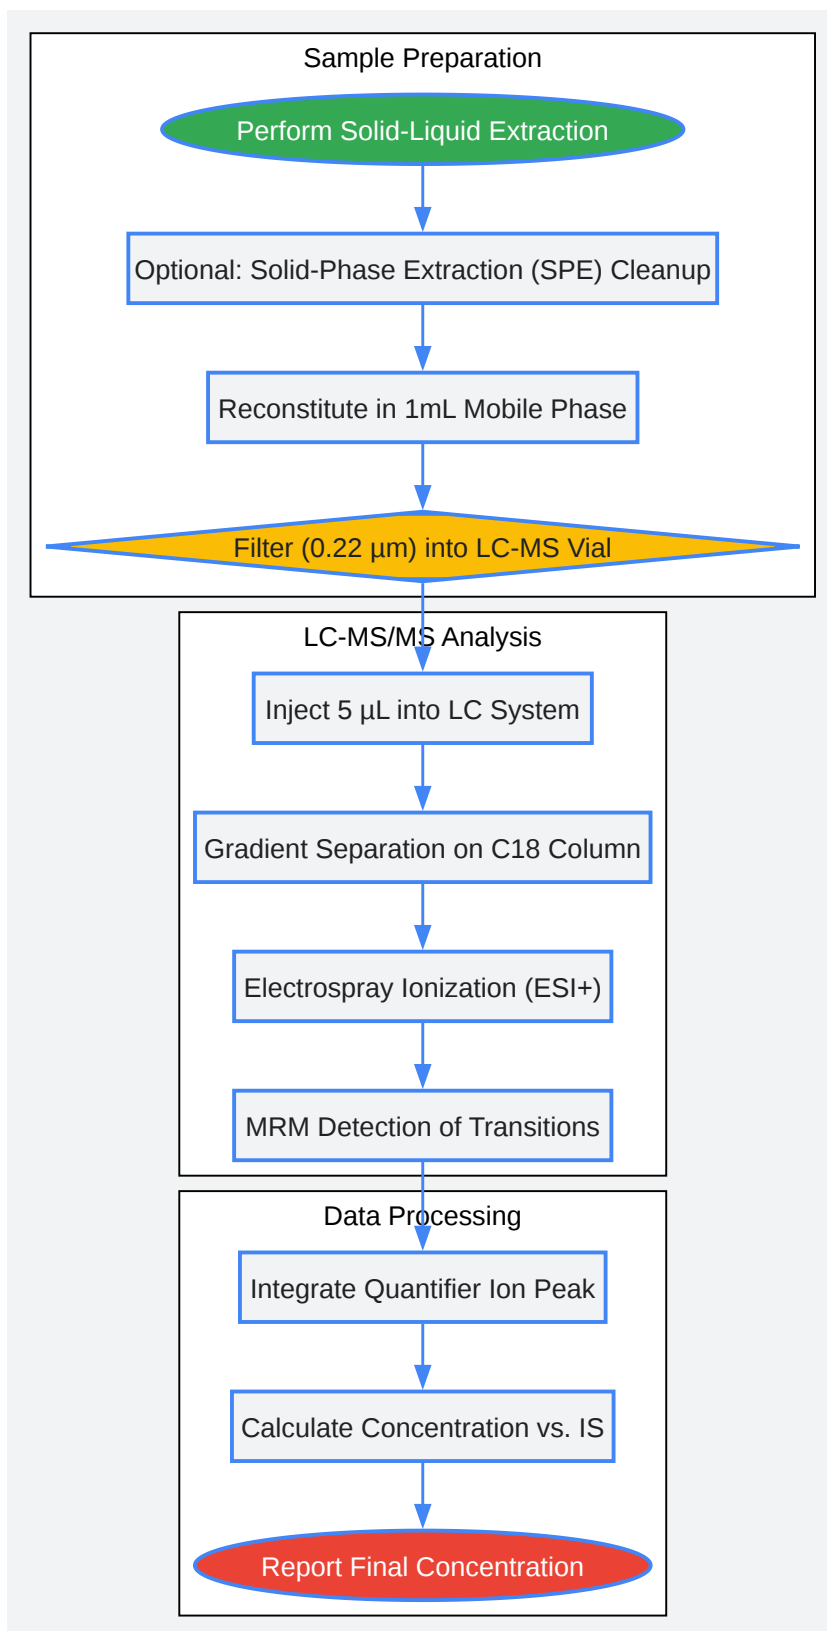 Sample Preparation
Perform Solid-Liquid Extraction
Optional: Solid-Phase Extraction (SPE) Cleanup
Reconstitute in 1mL Mobile Phase
Filter (0.22 µm) into LC-MS Vial
LC-MS/MS Analysis
Inject 5 µL into LC System
Gradient Separation on C18 Column
Electrospray Ionization (ESI+)
MRM Detection of Transitions
Data Processing
Integrate Quantifier Ion Peak
Calculate Concentration vs. IS
Report Final Concentration